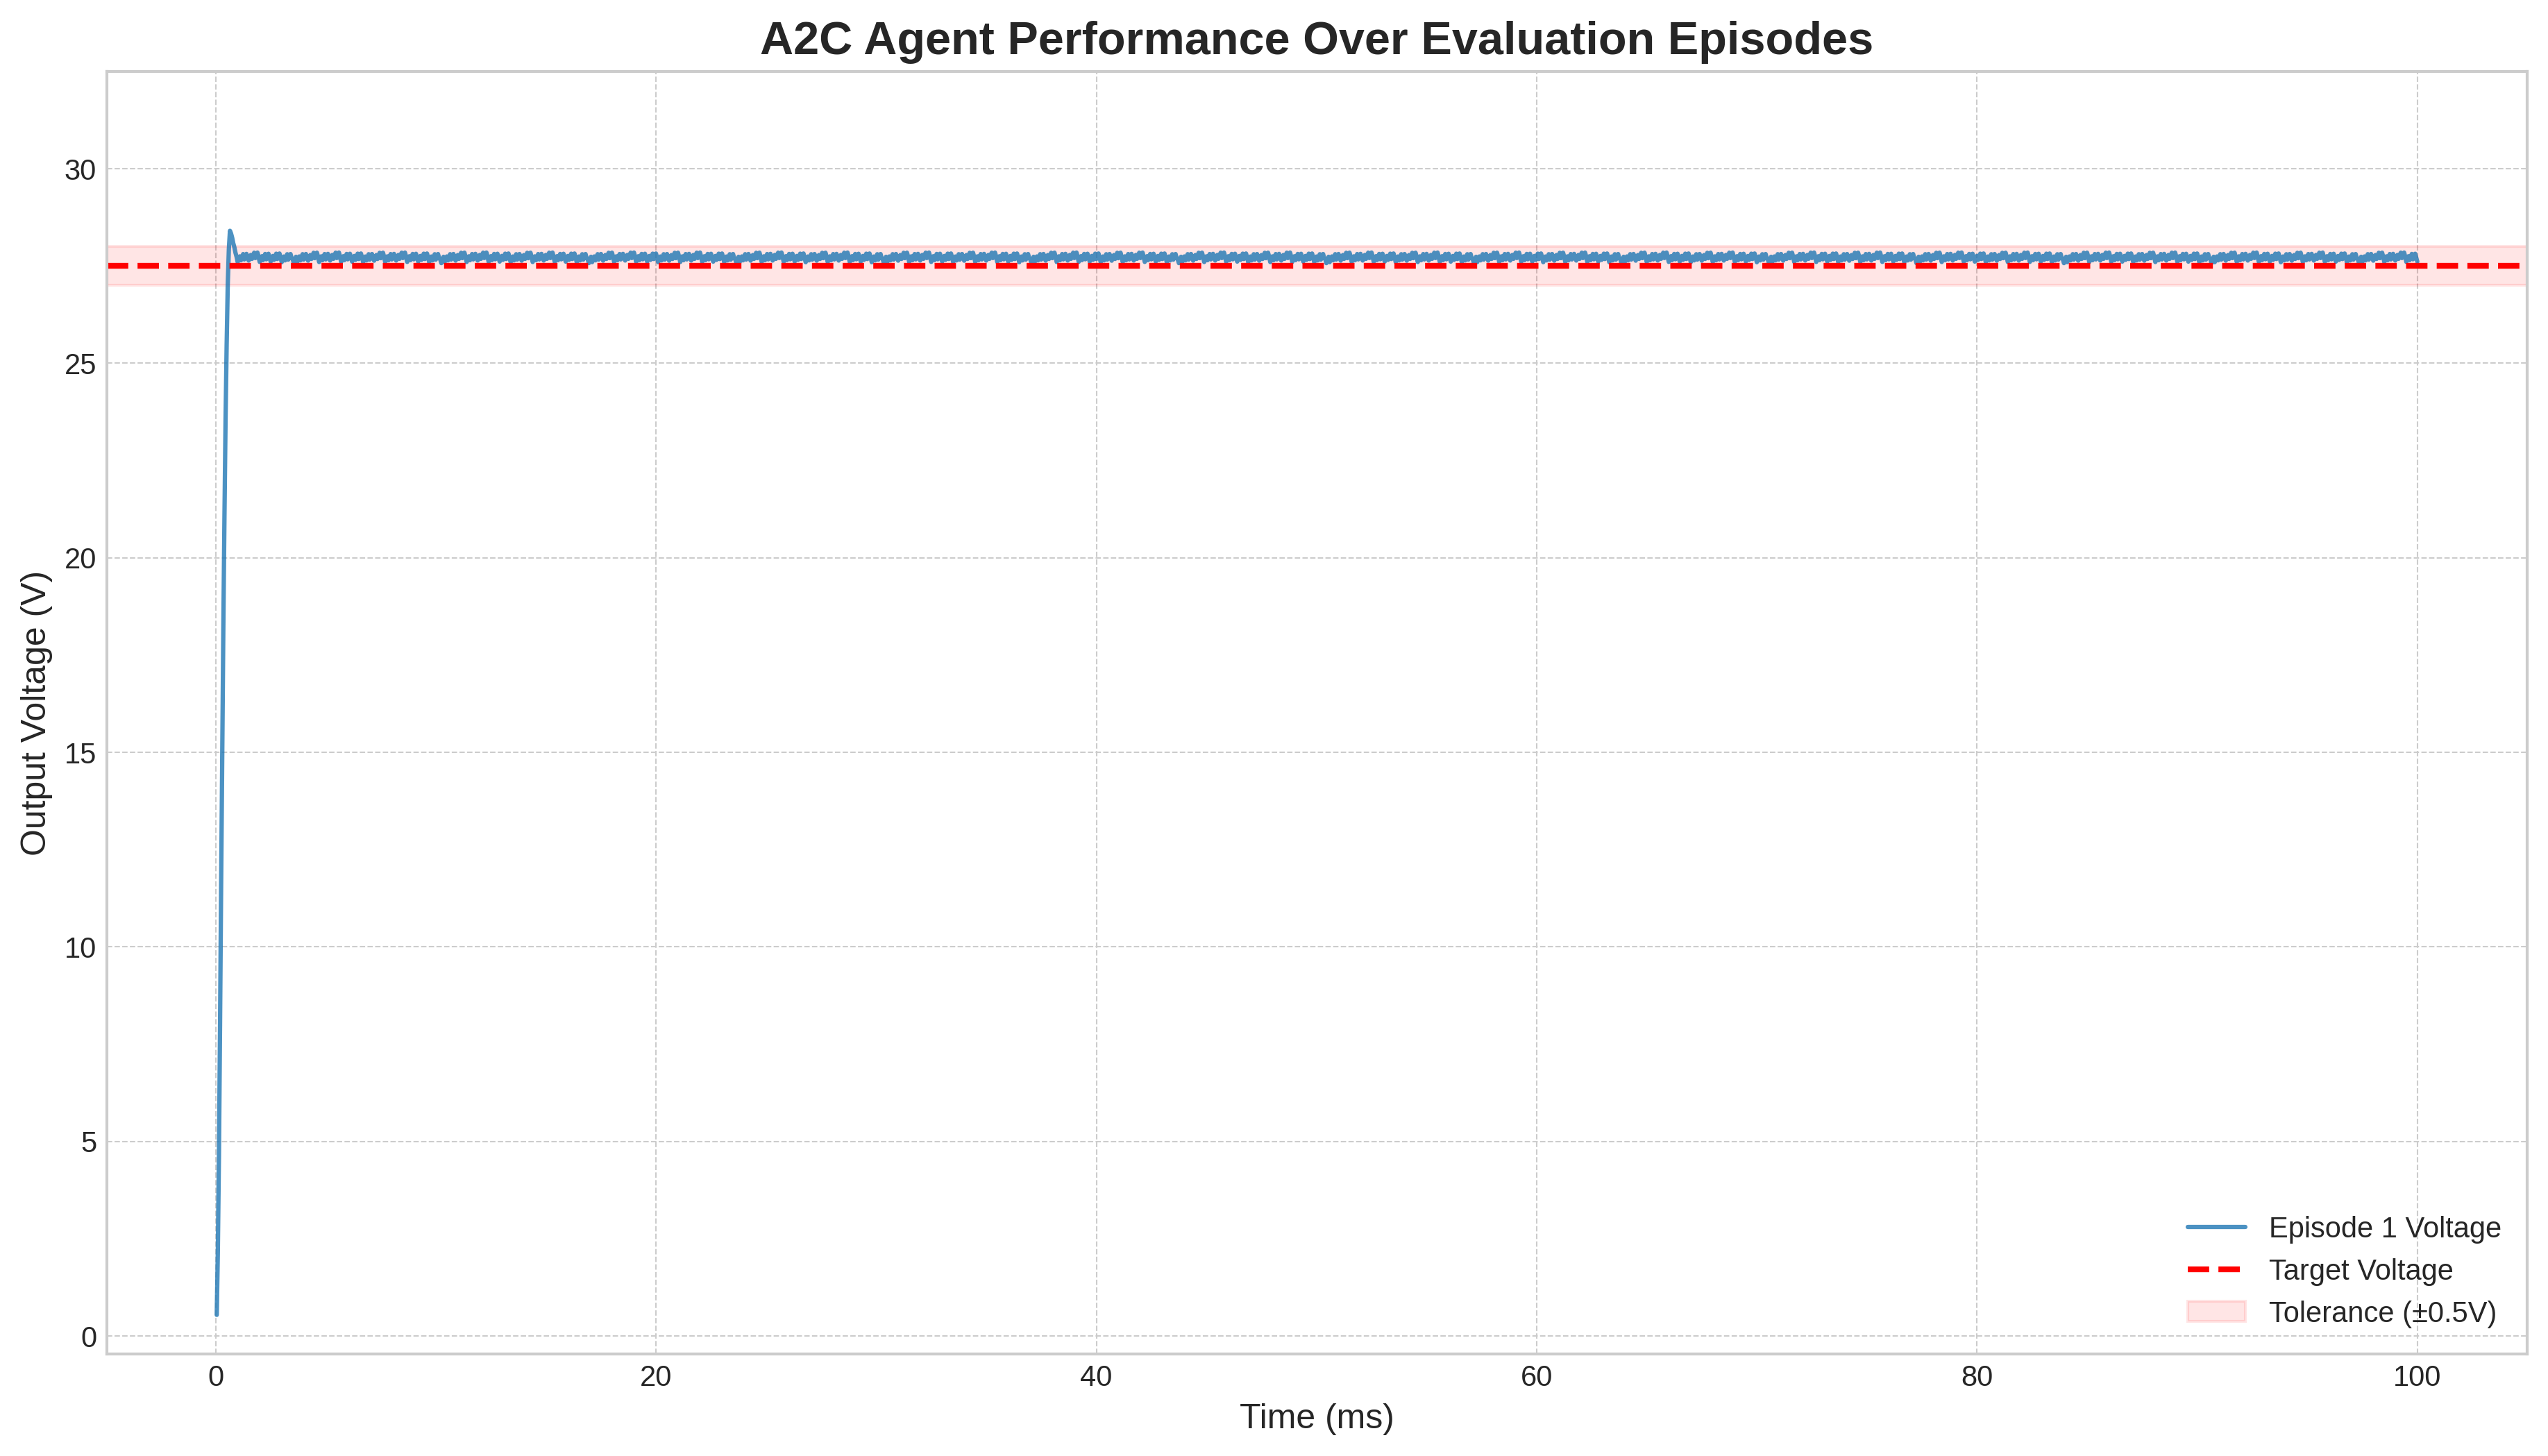 A2C Agent Performance Over Evaluation Episodes
Output Voltage (V)
30
25
20
15
10
5
0
0 20 40 60 80 100
Time (ms)
Episode 1 Voltage
Target Voltage
Tolerance (±0.5V)